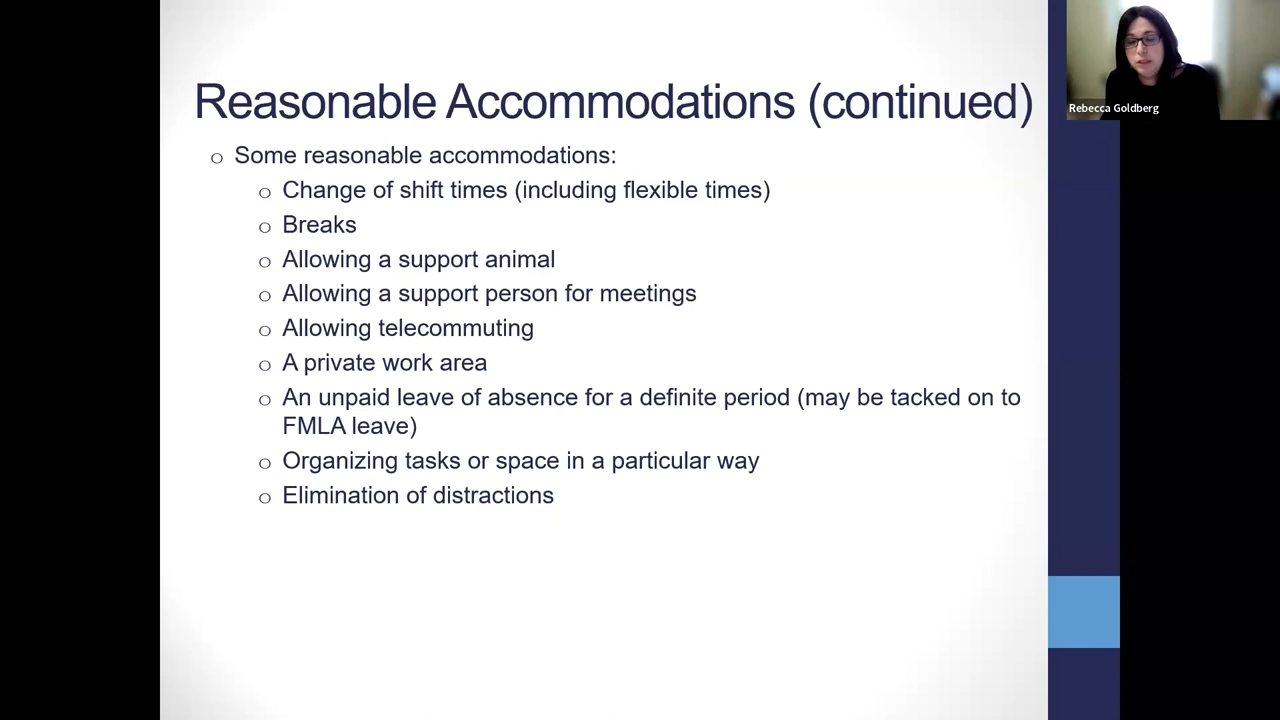 Reasonable Accommodations (continued)
Rebecca Goldberg
o Some reasonable accommodations:
o Change of shift times (including flexible times)
o Breaks
o Allowing a support animal
o Allowing a support person for meetings
o Allowing telecommuting
o A private work area
o An unpaid leave of absence for a definite period (may be tacked on to
FMLA leave)
o Organizing tasks or space in a particular way
o Elimination of distractions